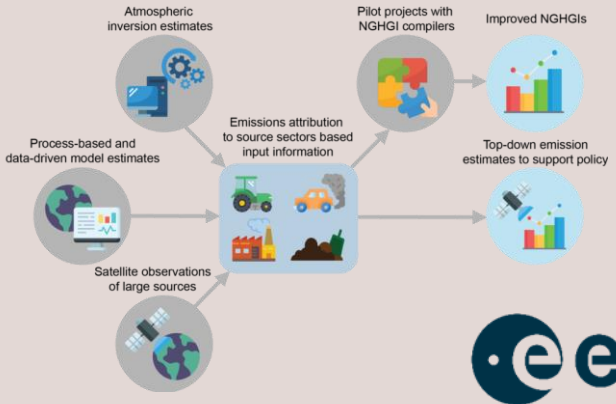 Atmospheric
inversion estimates
Pilot projects with
NGHGI compilers
Improved NGHGIs
Emissions attribution
to source sectors based
input information
Process-based and
data-driven model estimates
Top-down emission
estimates to support policy
Satellite observations
of large sources